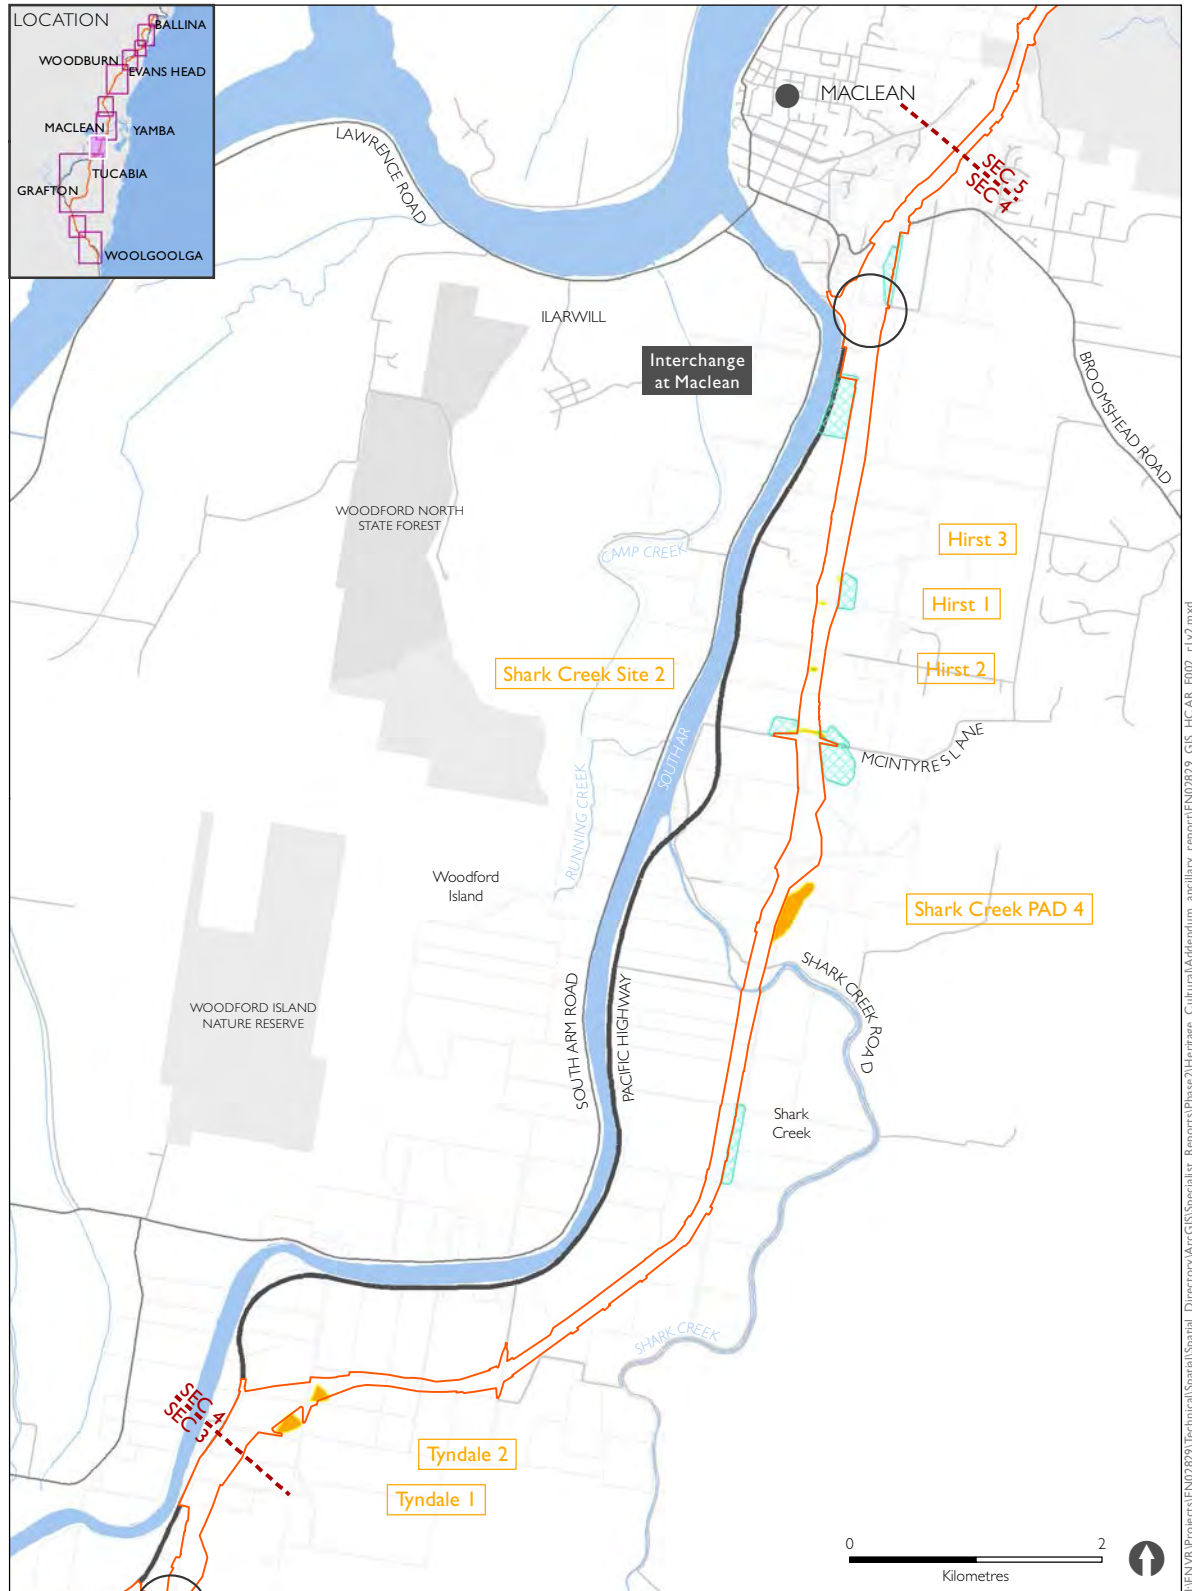 LOCATION
BALLINA
WOODBURN
EVANS HEAD
MACLEAN
YAMBA
TUCABIA
GRAFTON
WOOLGOOLGA
MACLEAN
SEC 5
SEC 4
LAWRENCE ROAD
ILARWILL
Interchange
at Maclean
BROOMSHEAD ROAD
WOODFORD NORTH
STATE FOREST
CAMP CREEK
Hirst 3
Hirst 1
Hirst 2
Shark Creek Site 2
SOUTH AR
MCINTYRES LANE
RUNNING CREEK
Woodford
Island
Shark Creek PAD 4
SHARK CREEK ROAD
WOODFORD ISLAND
NATURE RESERVE
SOUTH ARM ROAD
PACIFIC HIGHWAY
Shark
Creek
SHARK CREEK
SEC 4
SEC 3
Tyndale 2
Tyndale 1
0 2
Kilometres